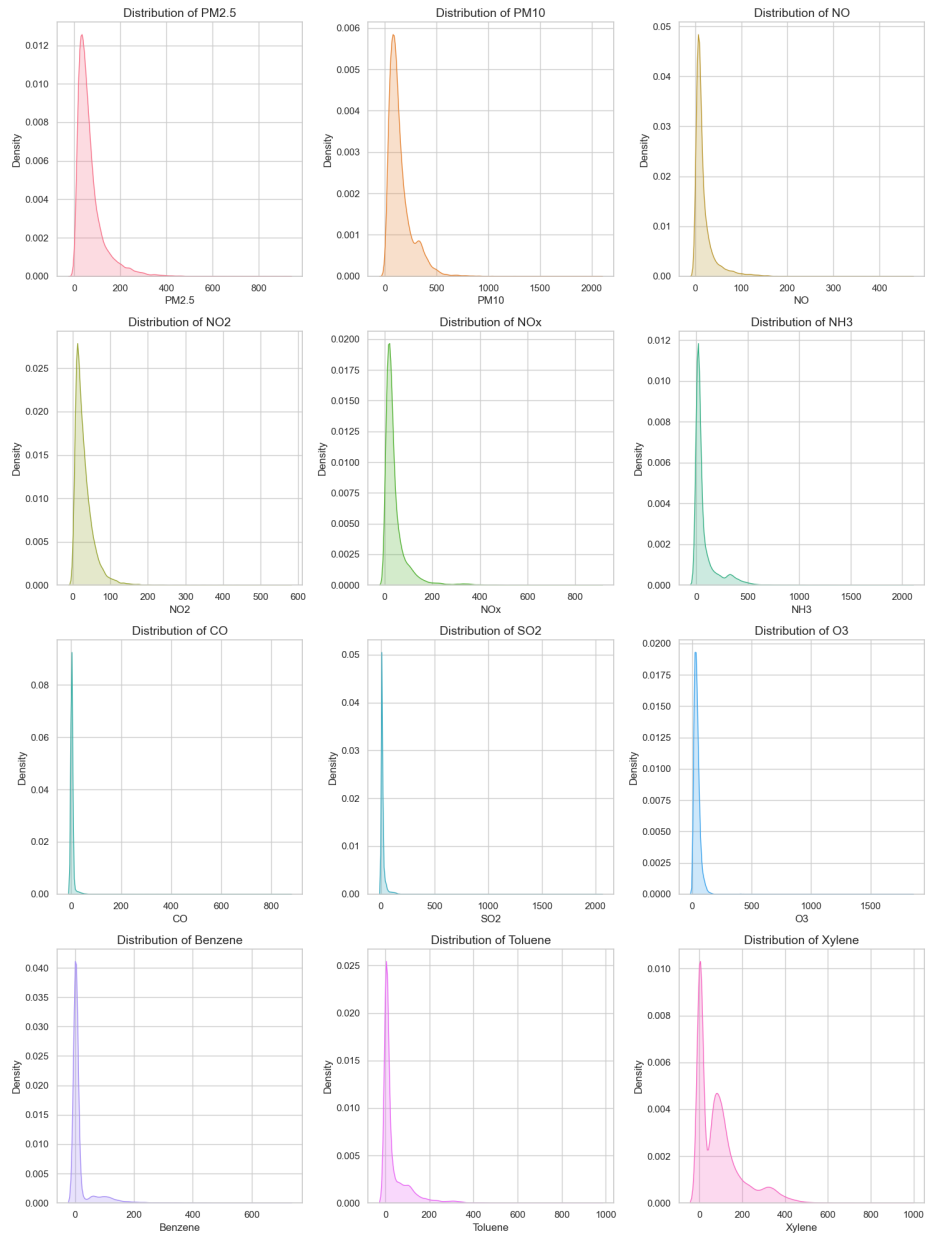 Distribution of PM2.5
Distribution of PM10
Distribution of NO
0.012
0.010
0.008
0.006
0.004
0.002
0.000
Density
0 200 400 600 800
PM2.5
0.006
0.005
0.004
0.003
0.002
0.001
0.000
Density
0 500 1000 1500 2000
PM10
0.05
0.04
0.03
0.02
0.01
0.00
Density
0 100 200 300 400
NO
Distribution of NO2
Distribution of NOx
Distribution of NH3
0.025
0.020
0.015
0.010
0.005
0.000
Density
0 100 200 300 400 500 600
NO2
0.0200
0.0175
0.0150
0.0125
0.0100
0.0075
0.0050
0.0025
0.0000
Density
0 200 400 600 800
NOx
0.012
0.010
0.008
0.006
0.004
0.002
0.000
Density
0 500 1000 1500 2000
NH3
Distribution of CO
Distribution of SO2
Distribution of O3
0.08
0.06
0.04
0.02
0.00
Density
0 200 400 600 800
CO
0.05
0.04
0.03
0.02
0.01
0.00
Density
0 500 1000 1500 2000
SO2
0.0200
0.0175
0.0150
0.0125
0.0100
0.0075
0.0050
0.0025
0.0000
Density
0 500 1000 1500
O3
Distribution of Benzene
Distribution of Toluene
Distribution of Xylene
0.040
0.035
0.030
0.025
0.020
0.015
0.010
0.005
0.000
Density
0 200 400 600
Benzene
0.025
0.020
0.015
0.010
0.005
0.000
Density
0 200 400 600 800 1000
Toluene
0.010
0.008
0.006
0.004
0.002
0.000
Density
0 200 400 600 800 1000
Xylene